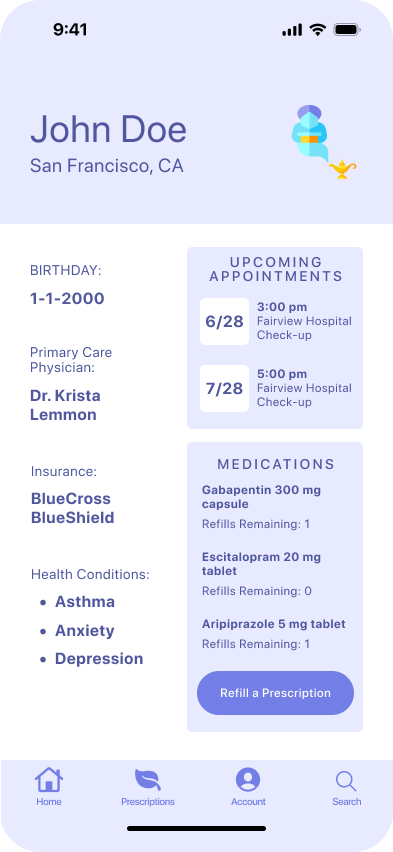 9:41
John Doe
San Francisco, CA
BIRTHDAY:
1-1-2000
Primary Care
Physician:
Dr. Krista
Lemmon
Insurance:
BlueCross
BlueShield
Health Conditions:
• Asthma
• Anxiety
• Depression
UPCOMING
APPOINTMENTS
6/28
3:00 pm
Fairview Hospital
Check-up
7/28
5:00 pm
Fairview Hospital
Check-up
MEDICATIONS
Gabapentin 300 mg
capsule
Refills Remaining: 1
Escitalopram 20 mg
tablet
Refills Remaining: 0
Aripiprazole 5 mg tablet
Refills Remaining: 1
Refill a Prescription
Home
Prescriptions
Account
Search